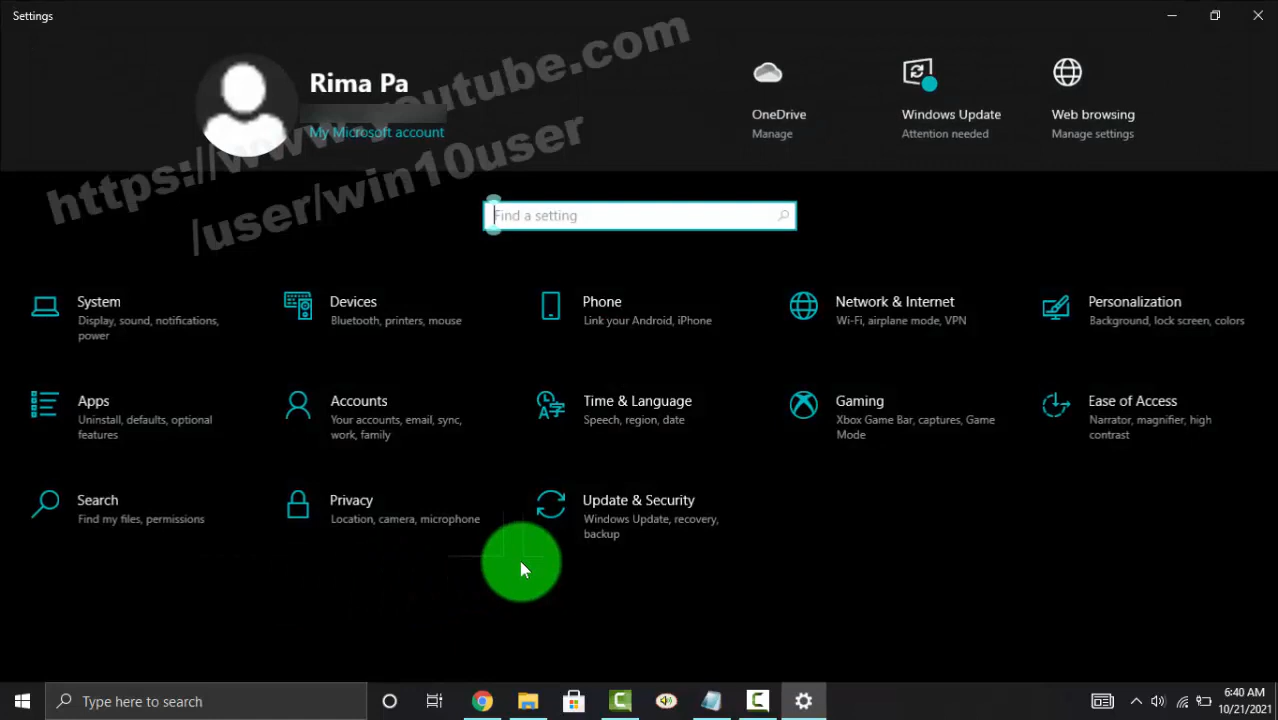 Settings
Rima Pa
My Microsoft account
OneDrive
Manage
Windows Update
Attention needed
Web browsing
Manage settings
https://www.youtube.com
/user/win10user
Find a setting
System
Display, sound, notifications,
power
Devices
Bluetooth, printers, mouse
Phone
Link your Android, iPhone
Network & Internet
Wi-Fi, airplane mode, VPN
Personalization
Background, lock screen, colors
Apps
Uninstall, defaults, optional
features
Accounts
Your accounts, email, sync,
work, family
Time & Language
Speech, region, date
Gaming
Xbox Game Bar, captures, Game
Mode
Ease of Access
Narrator, magnifier, high
contrast
Search
Find my files, permissions
Privacy
Location, camera, microphone
Update & Security
Windows Update, recovery,
backup
Type here to search
6:40 AM
10/21/2021